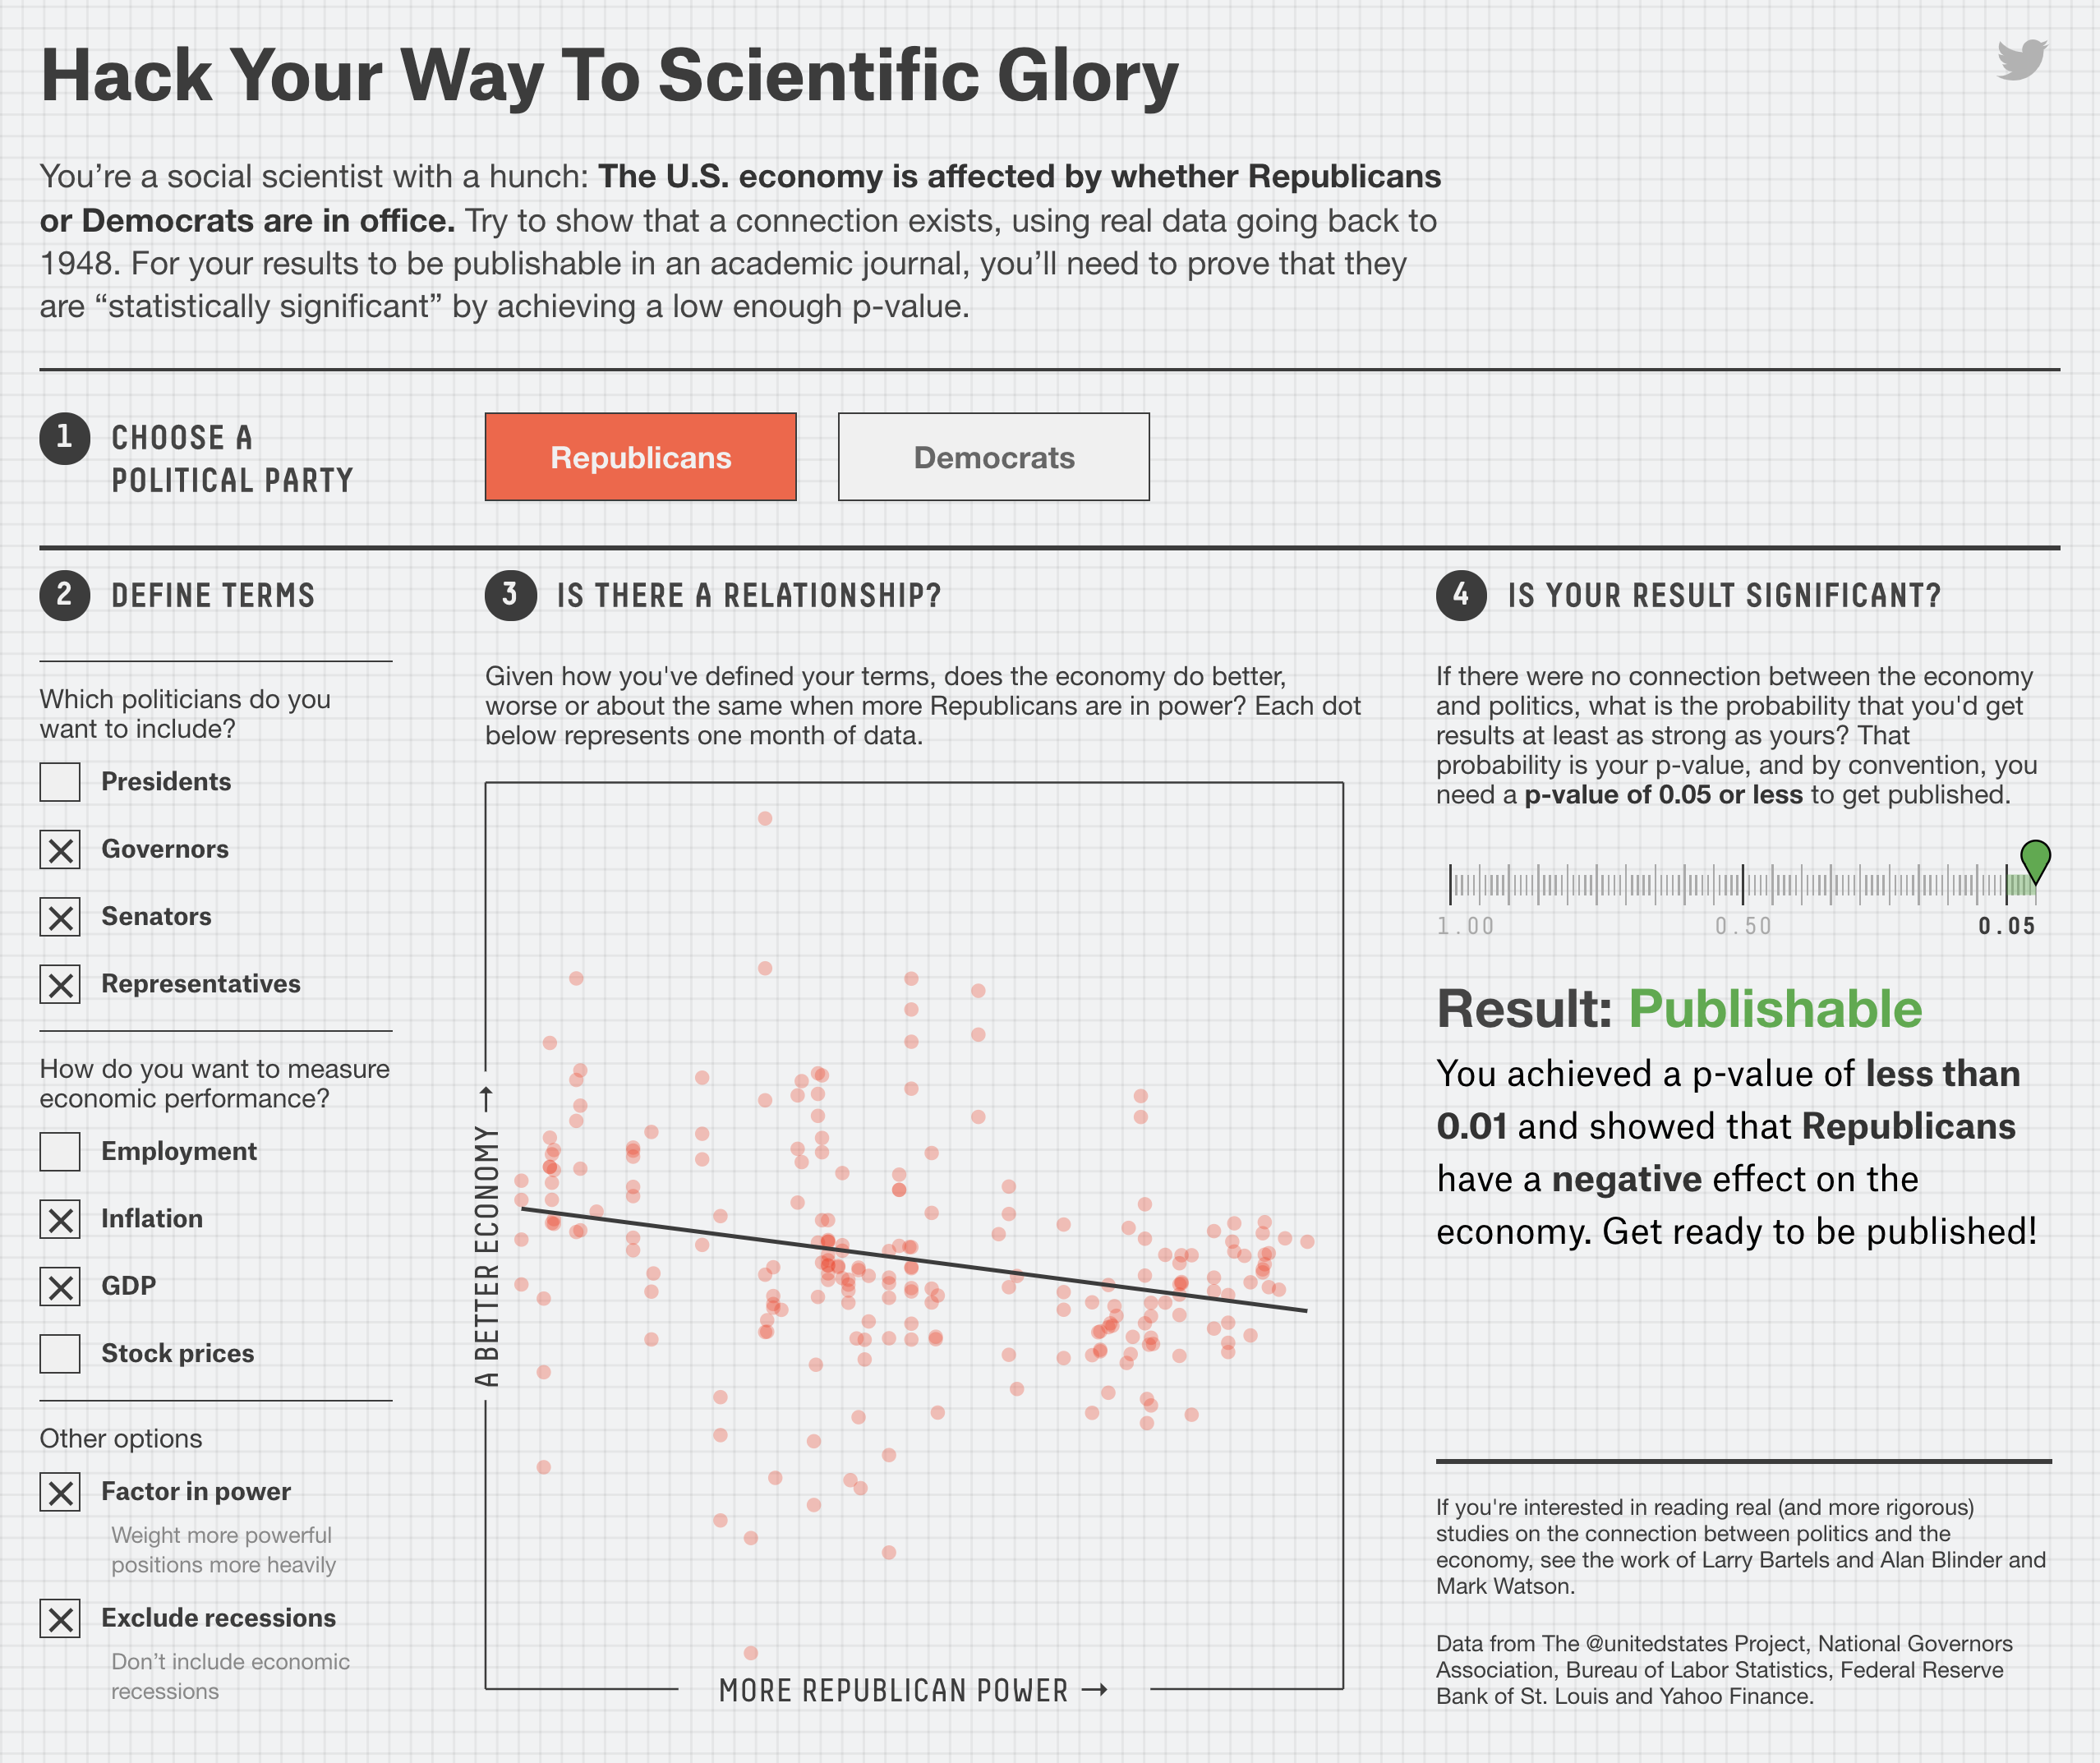 Hack Your Way To Scientific Glory
You’re a social scientist with a hunch: The U.S. economy is affected by whether Republicans
or Democrats are in office. Try to show that a connection exists, using real data going back to
1948. For your results to be publishable in an academic journal, you’ll need to prove that they
are “statistically significant” by achieving a low enough p-value.
1 CHOOSE A
POLITICAL PARTY
Republicans
Democrats
2 DEFINE TERMS
Which politicians do you
want to include?
Presidents
Governors
Senators
Representatives
How do you want to measure
economic performance?
Employment
Inflation
GDP
Stock prices
Other options
Factor in power
Weight more powerful
positions more heavily
Exclude recessions
Don’t include economic
recessions
3 IS THERE A RELATIONSHIP?
Given how you've defined your terms, does the economy do better,
worse or about the same when more Republicans are in power? Each dot
below represents one month of data.
A BETTER ECONOMY →
MORE REPUBLICAN POWER →
4 IS YOUR RESULT SIGNIFICANT?
If there were no connection between the economy
and politics, what is the probability that you'd get
results at least as strong as yours? That
probability is your p-value, and by convention, you
need a p-value of 0.05 or less to get published.
1.00 0.50 0.05
Result: Publishable
You achieved a p-value of less than
0.01 and showed that Republicans
have a negative effect on the
economy. Get ready to be published!
If you're interested in reading real (and more rigorous)
studies on the connection between politics and the
economy, see the work of Larry Bartels and Alan Blinder and
Mark Watson.
Data from The @unitedstates Project, National Governors
Association, Bureau of Labor Statistics, Federal Reserve
Bank of St. Louis and Yahoo Finance.